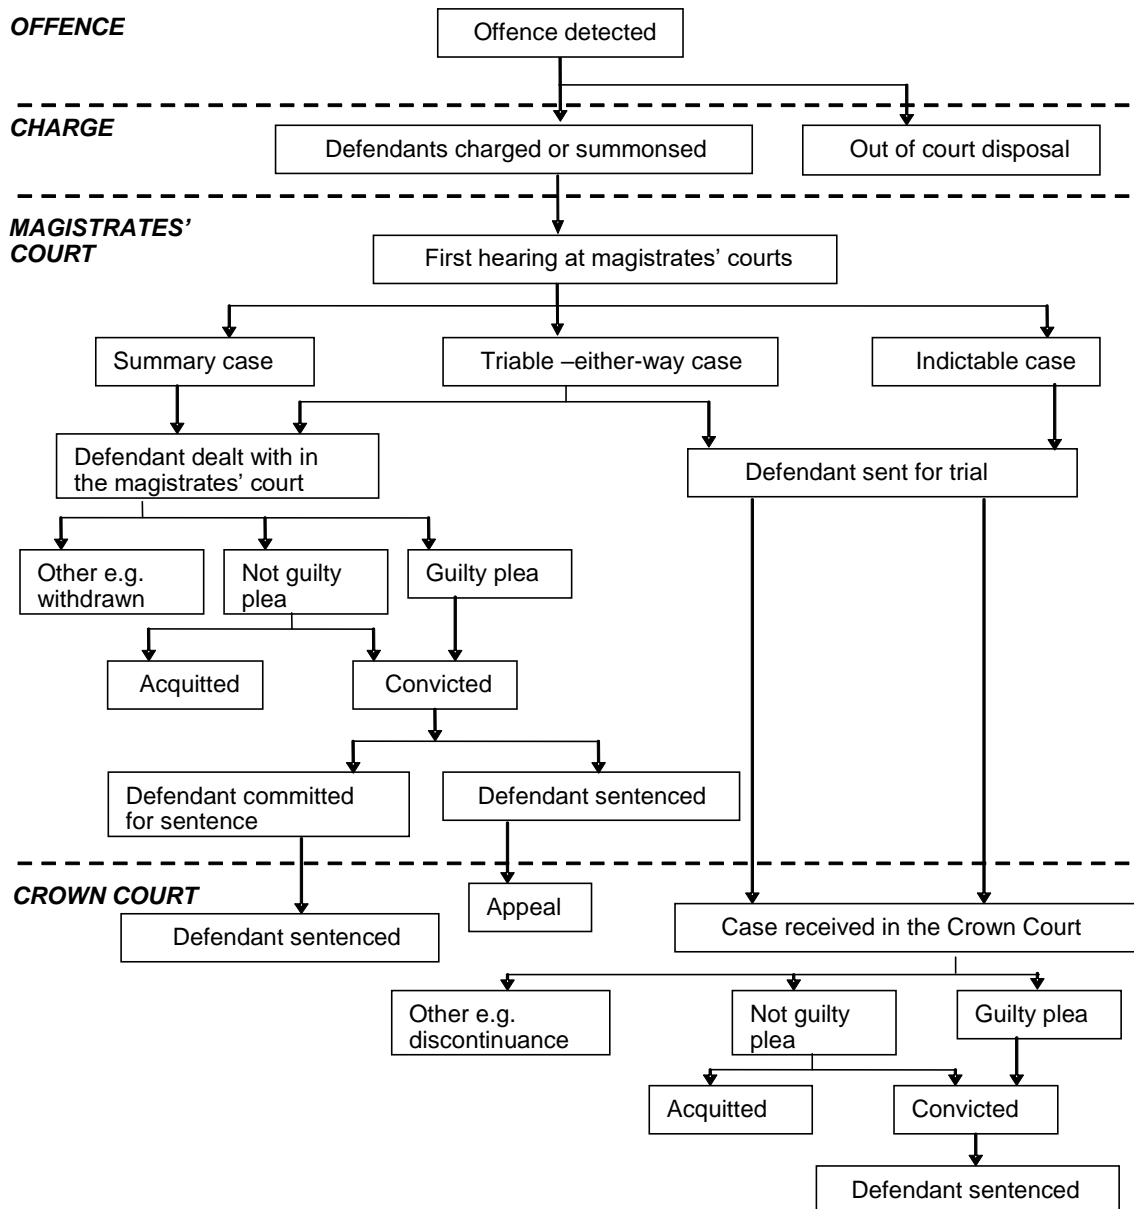 OFFENCE
Offence detected
CHARGE
Defendants charged or summonsed
Out of court disposal
MAGISTRATES’
COURT
First hearing at magistrates’ courts
Summary case
Triable –either-way case
Indictable case
Defendant dealt with in
the magistrates’ court
Defendant sent for trial
Other e.g.
withdrawn
Not guilty
plea
Guilty plea
Acquitted
Convicted
Defendant committed
for sentence
Defendant sentenced
CROWN COURT
Appeal
Defendant sentenced
Case received in the Crown Court
Other e.g.
discontinuance
Not guilty
plea
Guilty plea
Acquitted
Convicted
Defendant sentenced